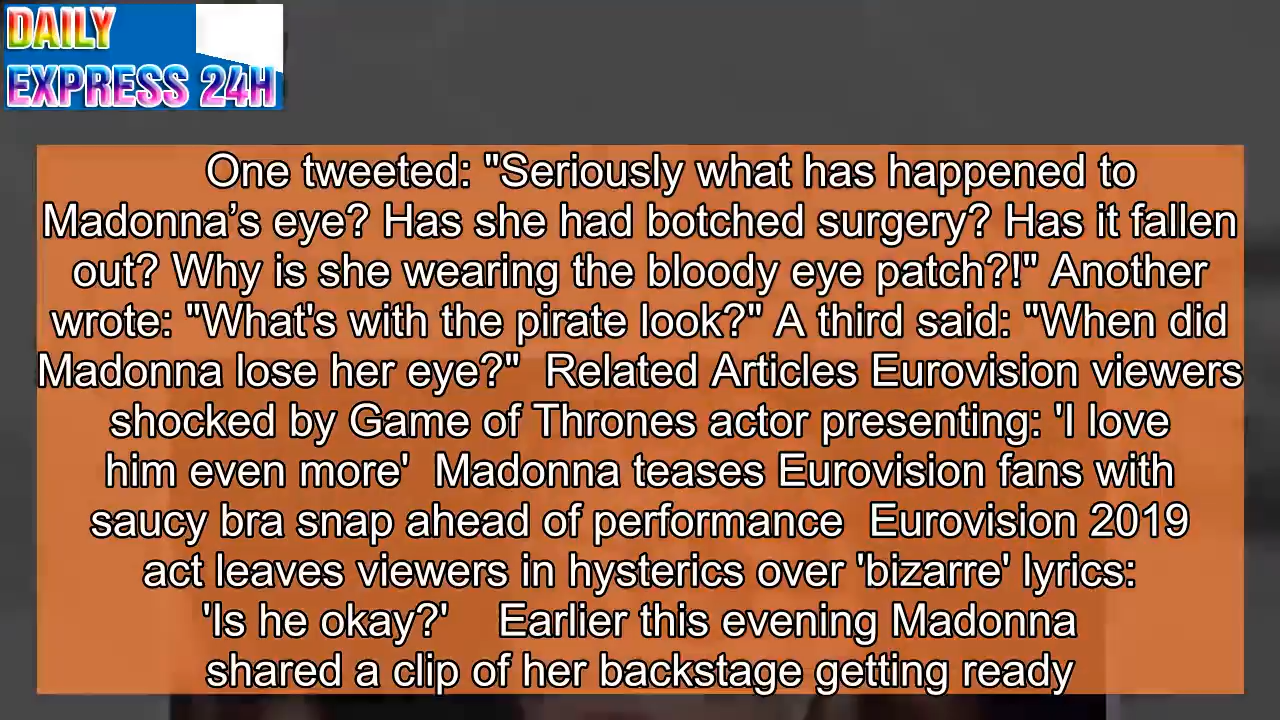 DAILY
EXPRESS 24H
One tweeted: "Seriously what has happened to
Madonna’s eye? Has she had botched surgery? Has it fallen
out? Why is she wearing the bloody eye patch?!" Another
wrote: "What's with the pirate look?" A third said: "When did
Madonna lose her eye?"  Related Articles Eurovision viewers
shocked by Game of Thrones actor presenting: 'I love
him even more'  Madonna teases Eurovision fans with
saucy bra snap ahead of performance  Eurovision 2019
act leaves viewers in hysterics over 'bizarre' lyrics:
'Is he okay?'    Earlier this evening Madonna
shared a clip of her backstage getting ready